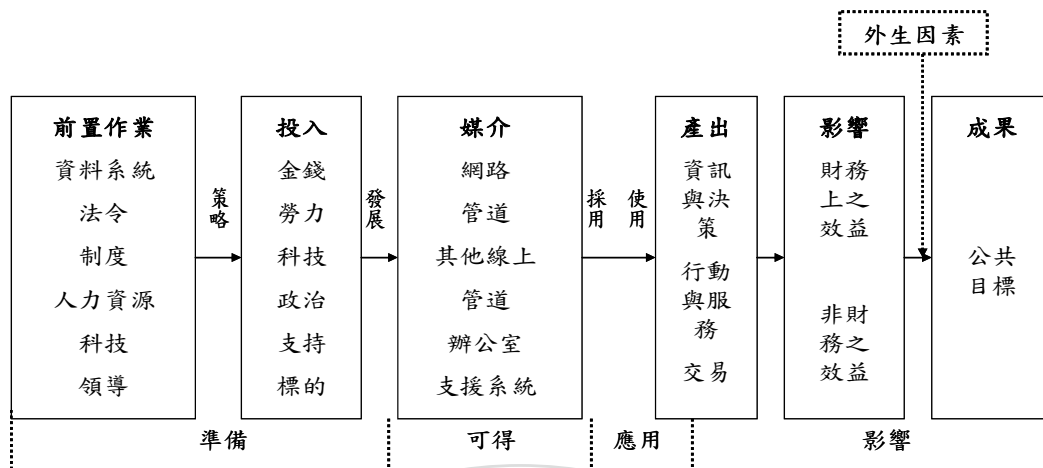 外生因素
前置作業
資料系統
法令
制度
人力資源
科技
領導
策略
投入
金錢
勞力
科技
政治
支持
標的
發展
媒介
網路
管道
其他線上
管道
辦公室
支援系統
採用
使用
產出
資訊
與決
策
行動
與服
務
交易
影響
財務
上之
效益
非財
務之
效益
成果
公共
目標
準備
可得
應用
影響